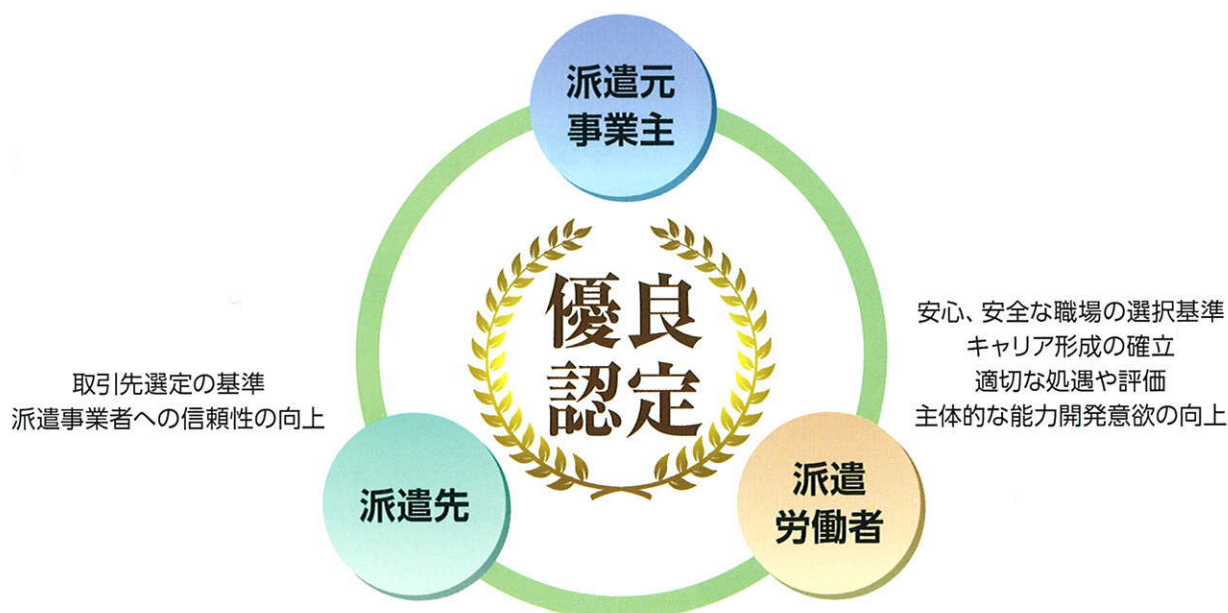 派遣元
事業主
優良
認定
取引先選定の基準
派遣事業者への信頼性の向上
安心、安全な職場の選択基準
キャリア形成の確立
適切な処遇や評価
主体的な能力開発意欲の向上
派遣先
派遣
労働者